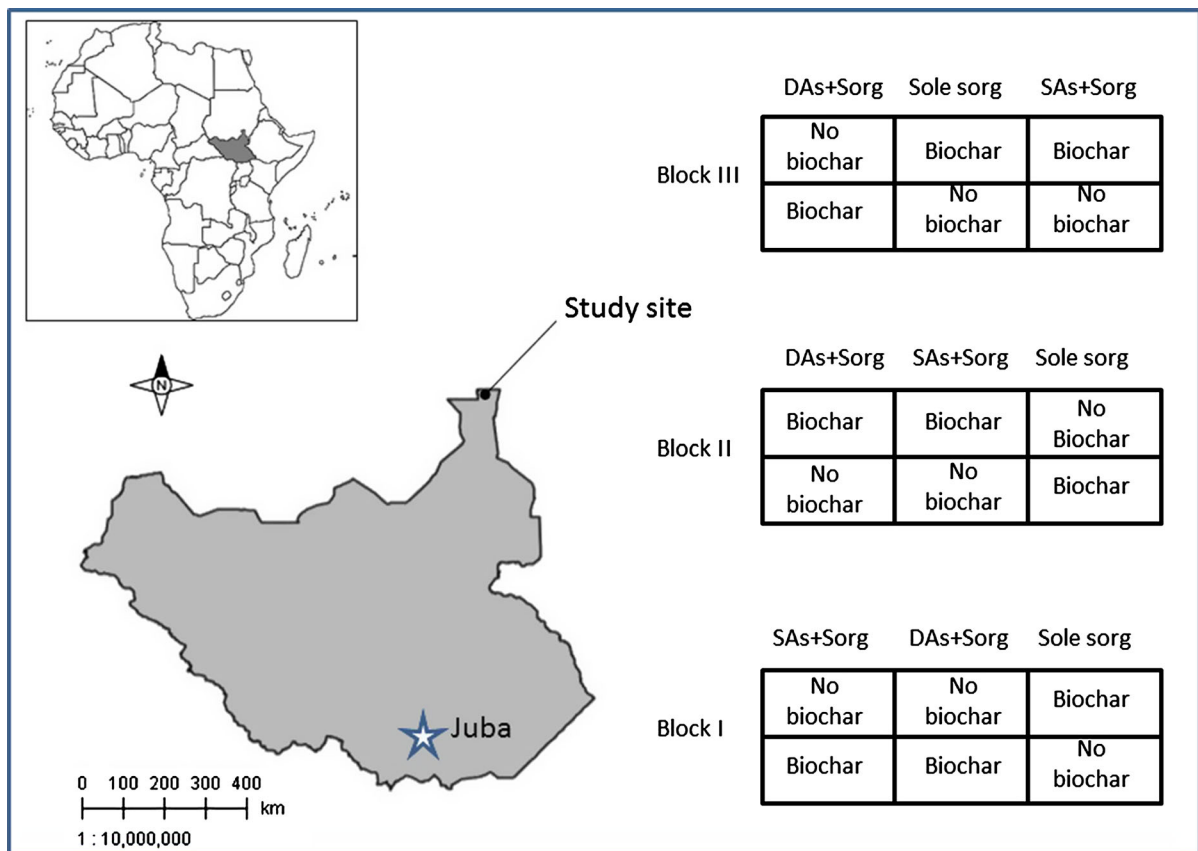 DAs+Sorg Sole sorg SAs+Sorg
Block III
No biochar Biochar Biochar
Biochar No biochar No biochar
Study site
N
DAs+Sorg SAs+Sorg Sole sorg
Block II
Biochar Biochar No Biochar
No biochar No biochar Biochar
SAs+Sorg DAs+Sorg Sole sorg
Block I
No biochar No biochar Biochar
Biochar Biochar No biochar
Juba
0 100 200 300 400
km
1 : 10,000,000